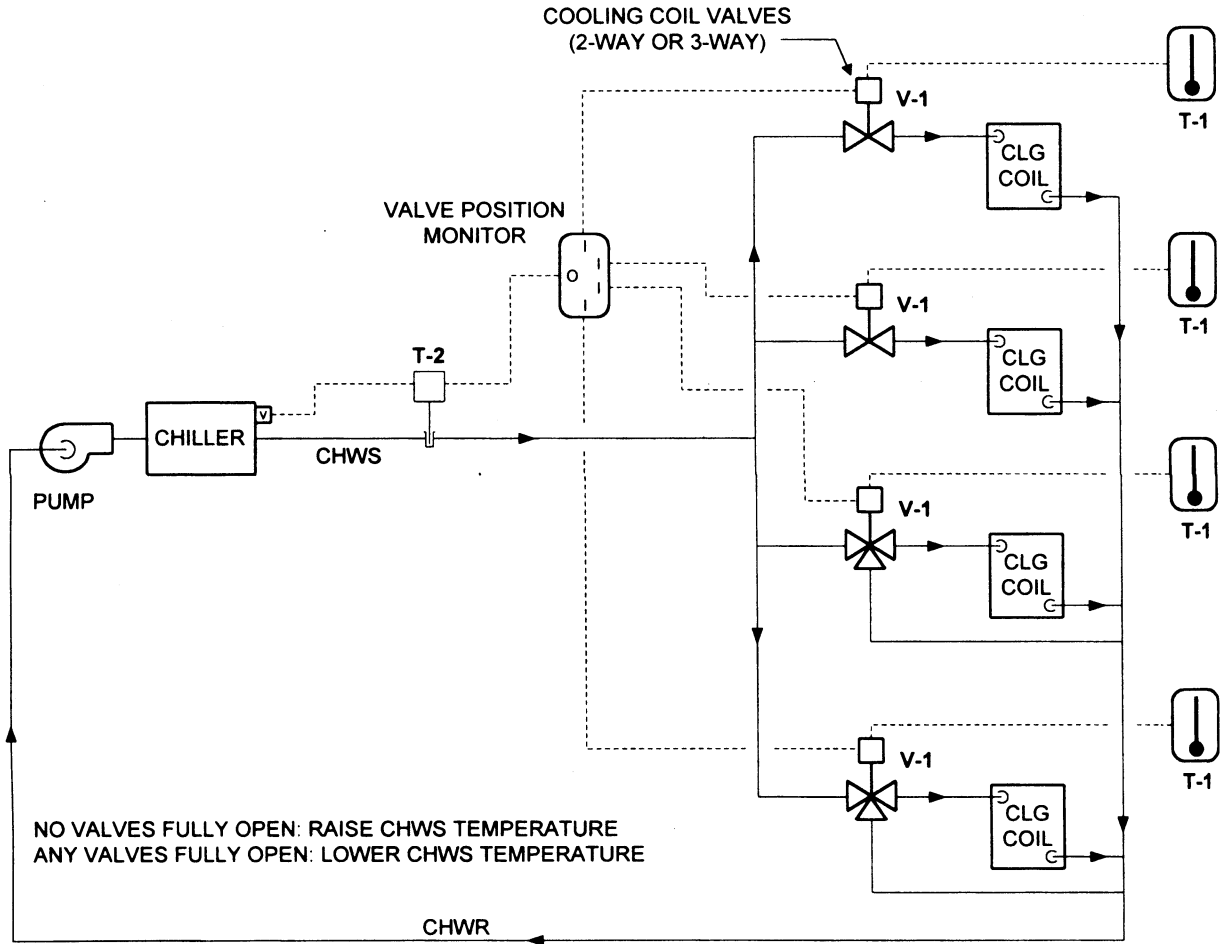 COOLING COIL VALVES
(2-WAY OR 3-WAY)
V-1
T-1
CLG
COIL
VALVE POSITION
MONITOR
V-1
T-1
CLG
COIL
T-2
V
CHILLER
CHWS
PUMP
V-1
T-1
CLG
COIL
V-1
T-1
CLG
COIL
NO VALVES FULLY OPEN: RAISE CHWS TEMPERATURE
ANY VALVES FULLY OPEN: LOWER CHWS TEMPERATURE
CHWR